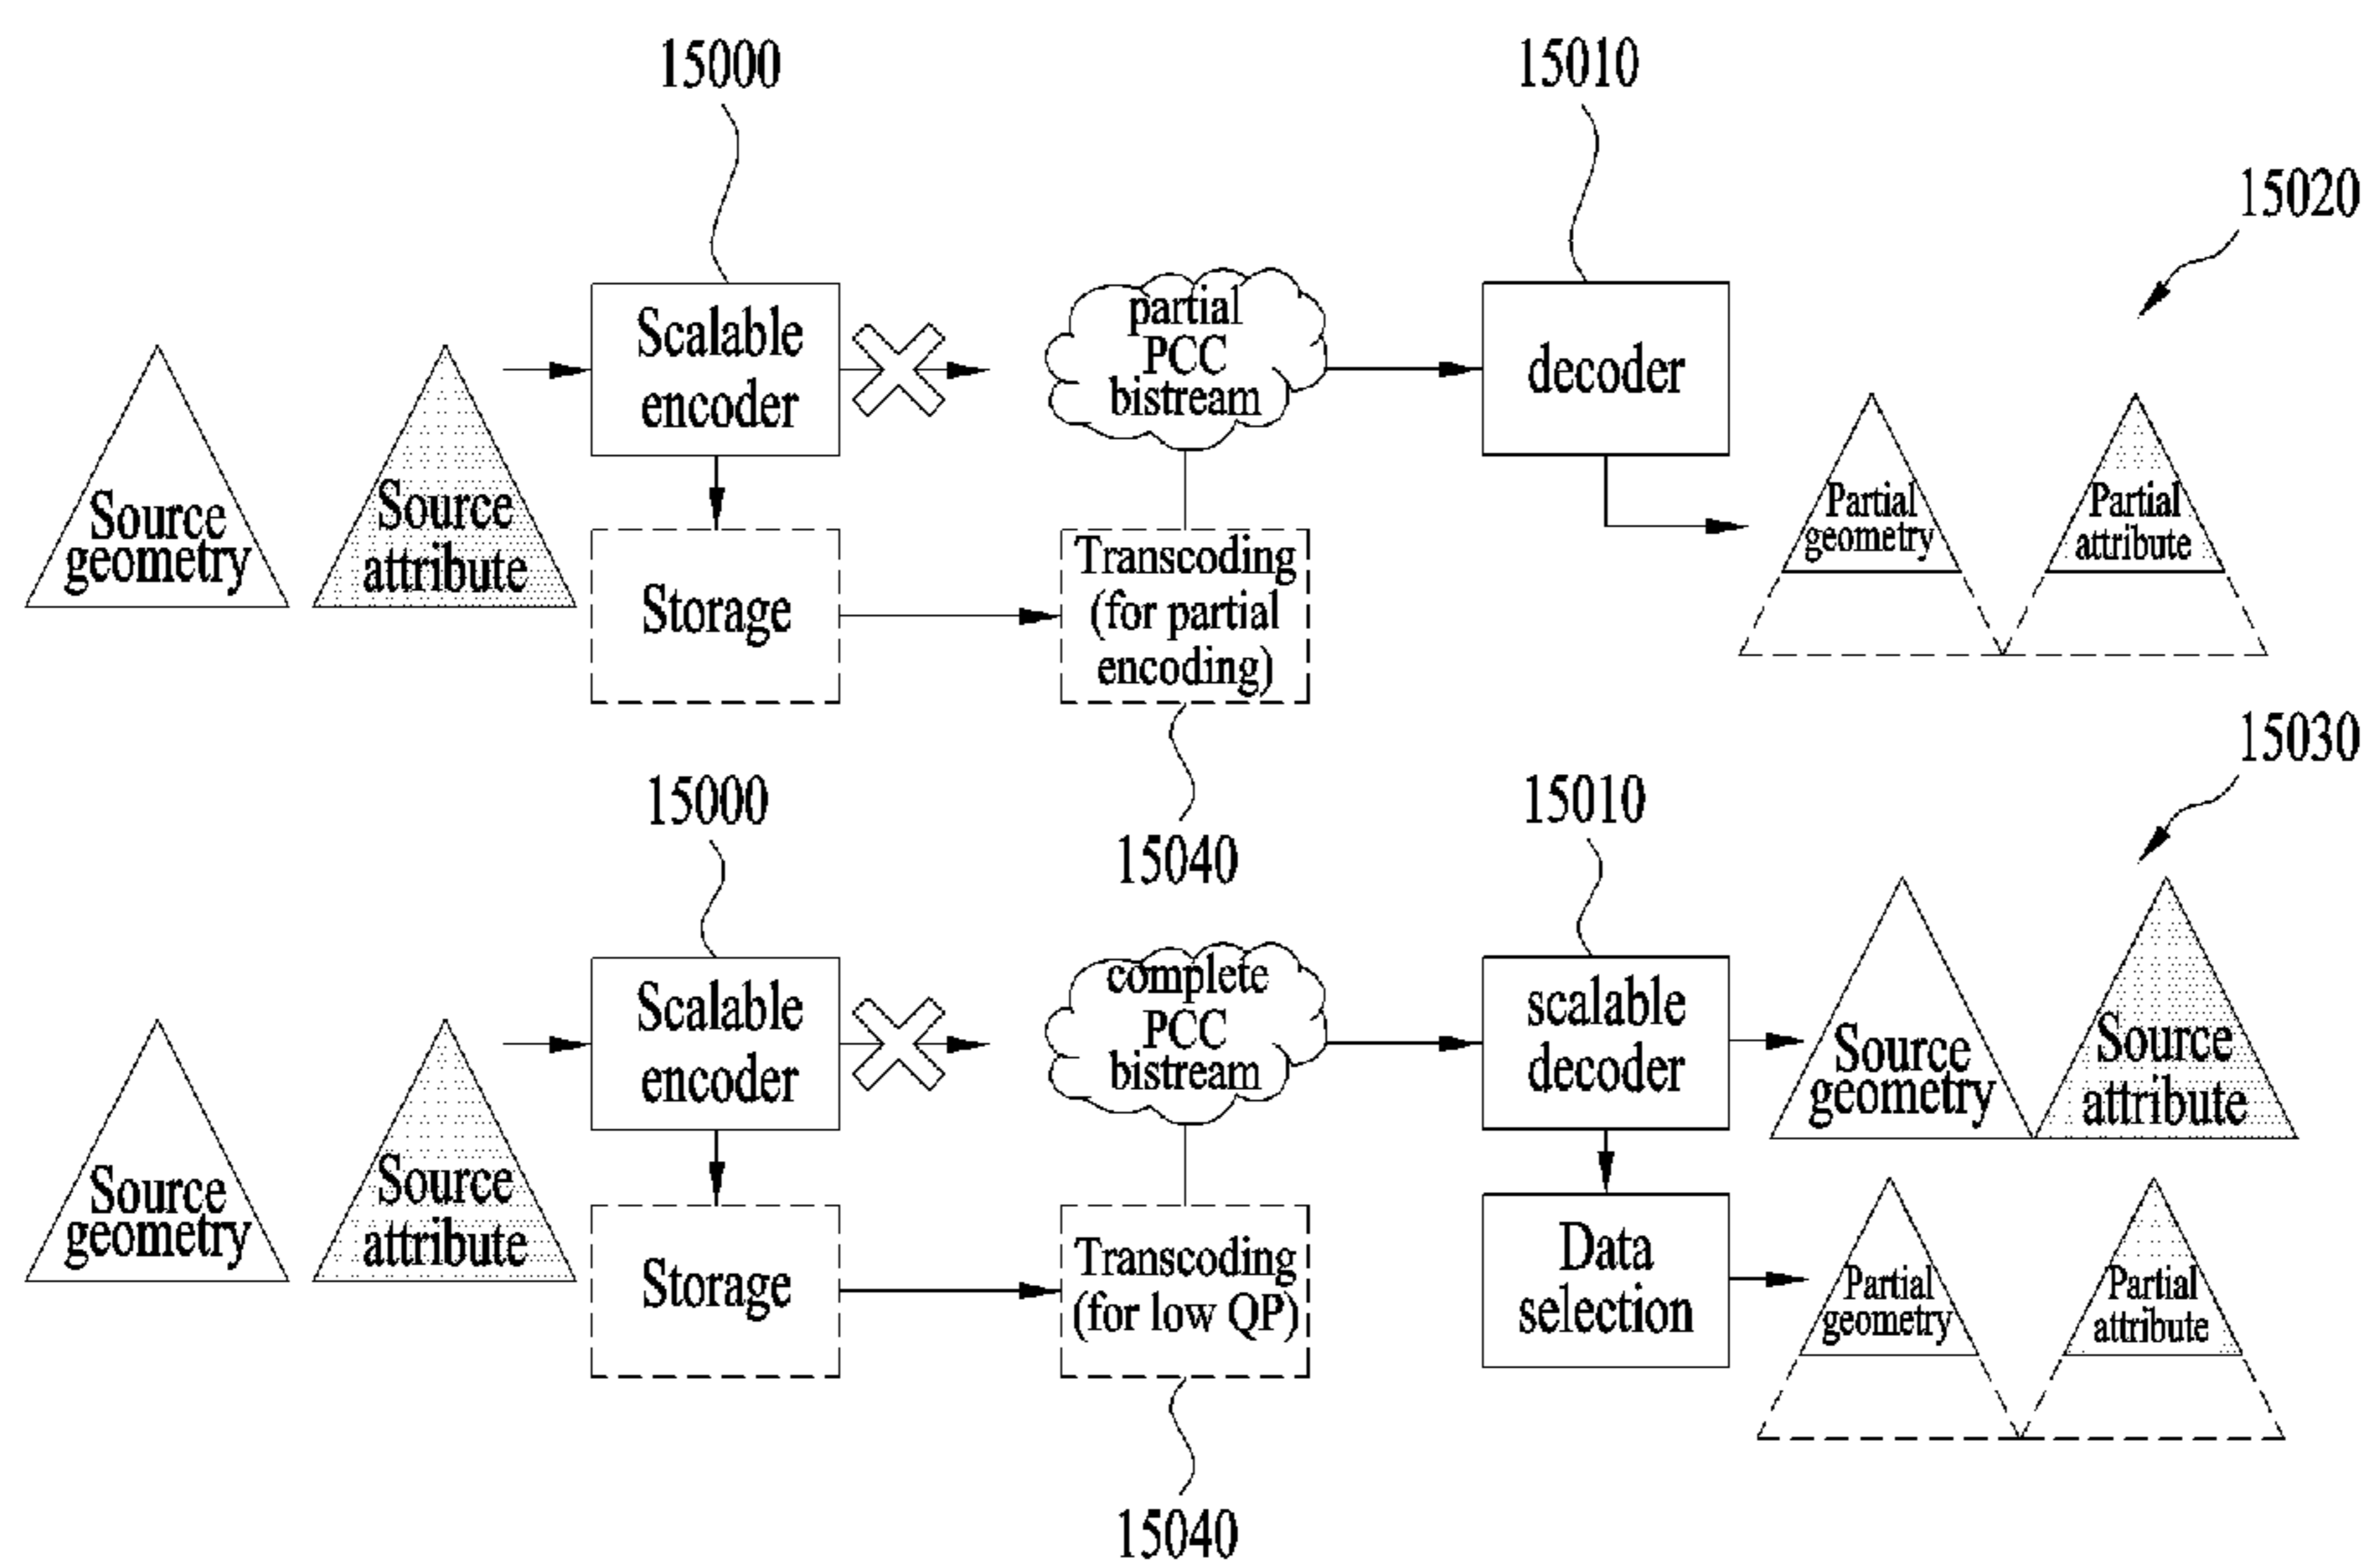 15000
15010
15020
Source
geometry
Source
attribute
Scalable
encoder
partial
PCC
bistream
decoder
Storage
Transcoding
(for partial
encoding)
Partial
geometry
Partial
attribute
15040
15000
15010
15030
Source
geometry
Source
attribute
Scalable
encoder
complete
PCC
bistream
scalable
decoder
Source
geometry
Source
attribute
Storage
Transcoding
(for low QP)
Data
selection
Partial
geometry
Partial
attribute
15040